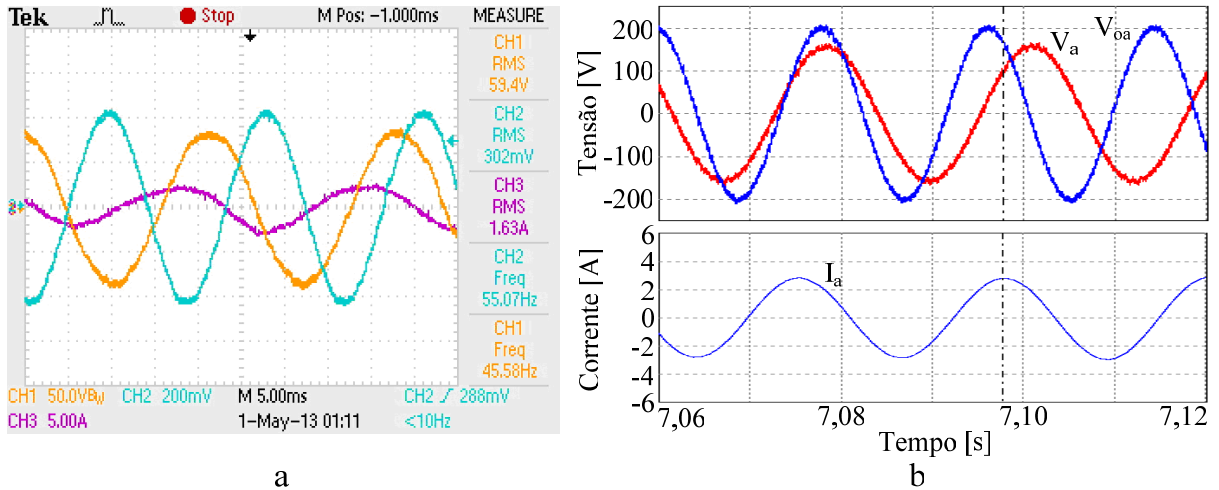 Tek Stop M Pos: -1.000ms MEASURE
CH1
RMS
59.4V
CH2
RMS
302mV
CH3
RMS
1.63A
CH2
Freq
55.07Hz
CH1
Freq
45.58Hz
CH1 50.0VBw CH2 200mV M 5.00ms CH2 288mV
CH3 5.00A 1-May-13 01:11 <10Hz
a
Tensão [V]
200
100
0
-100
-200
Va
Voa
Corrente [A]
6
4
2
0
-2
-4
-6
Ia
7,06 7,08 7,10 7,12
Tempo [s]
b